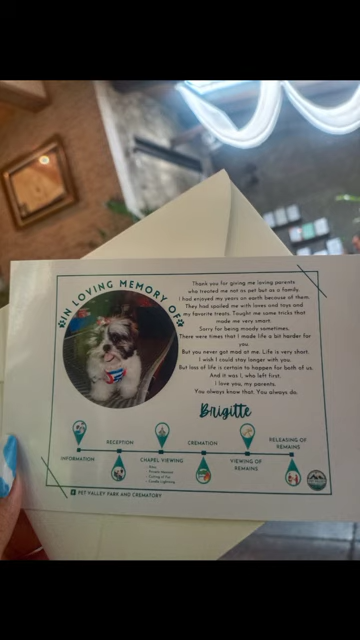 IN LOVING MEMORY OF
Thank you for giving me loving parents
who treated me not as pet but as a family.
I had enjoyed my years on earth because of them.
They had spoiled me with loves and toys and
my favorite treats. Tought me some tricks that
made me very smart.
Sorry for being moody sometimes,
There were times that I made life a bit harder for
you.
But you never got mad at me. Life is very short.
I wish I could stay longer with you.
But loss of life is certain to happen for both of us.
And it was I, who left first.
I love you, my parents.
You always know that. You always do.
Brigitte
INFORMATION
RECEPTION
CHAPEL VIEWING
CREMATION
VIEWING OF
REMAINS
RELEASING OF
REMAINS
PET VALLEY PARK AND CREMATORY